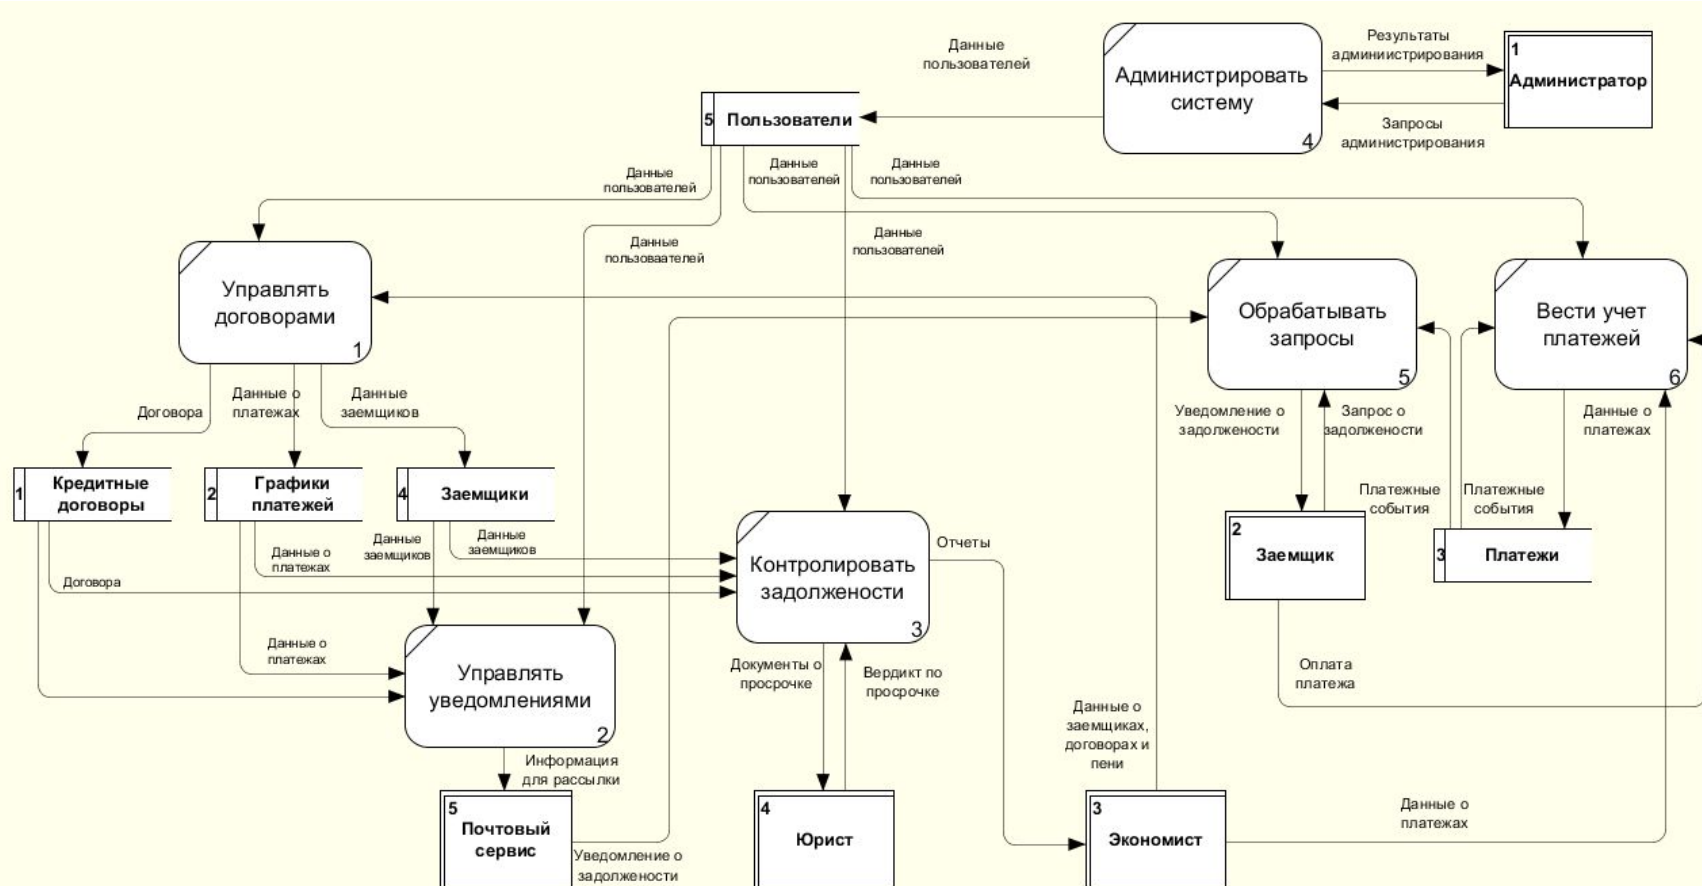 Данные
пользователей
Администрировать
систему
4
Результаты
админиистрирования
1
Администратор
Запросы
администрирования
5
Пользователи
Данные
пользователей
Данные
пользователей
Данные
пользователей
Данные
пользоваателей
Данные
пользователей
Управлять
договорами
1
Обрабатывать
запросы
5
Вести учет
платежей
6
Договора
Данные о
платежах
Данные
заемщиков
Уведомление о
задолжености
Запрос о
задолжености
Данные о
платежах
1
Кредитные
договоры
2
Графики
платежей
4
Заемщики
Платежные
события
Платежные
события
2
Заемщик
3
Платежи
Данные о
платежах
Данные
заемщиков
Данные
заемщиков
Договора
Контролировать
задолжености
3
Отчеты
Данные о
платежах
Управлять
уведомлениями
2
Документы о
просрочке
Вердикт по
просрочке
Оплата
платежа
Данные о
заемщиках,
договорах и
пени
Информация
для рассылки
5
Почтовый
сервис
Уведомление о
задолжености
4
Юрист
3
Экономист
Данные о
платежах